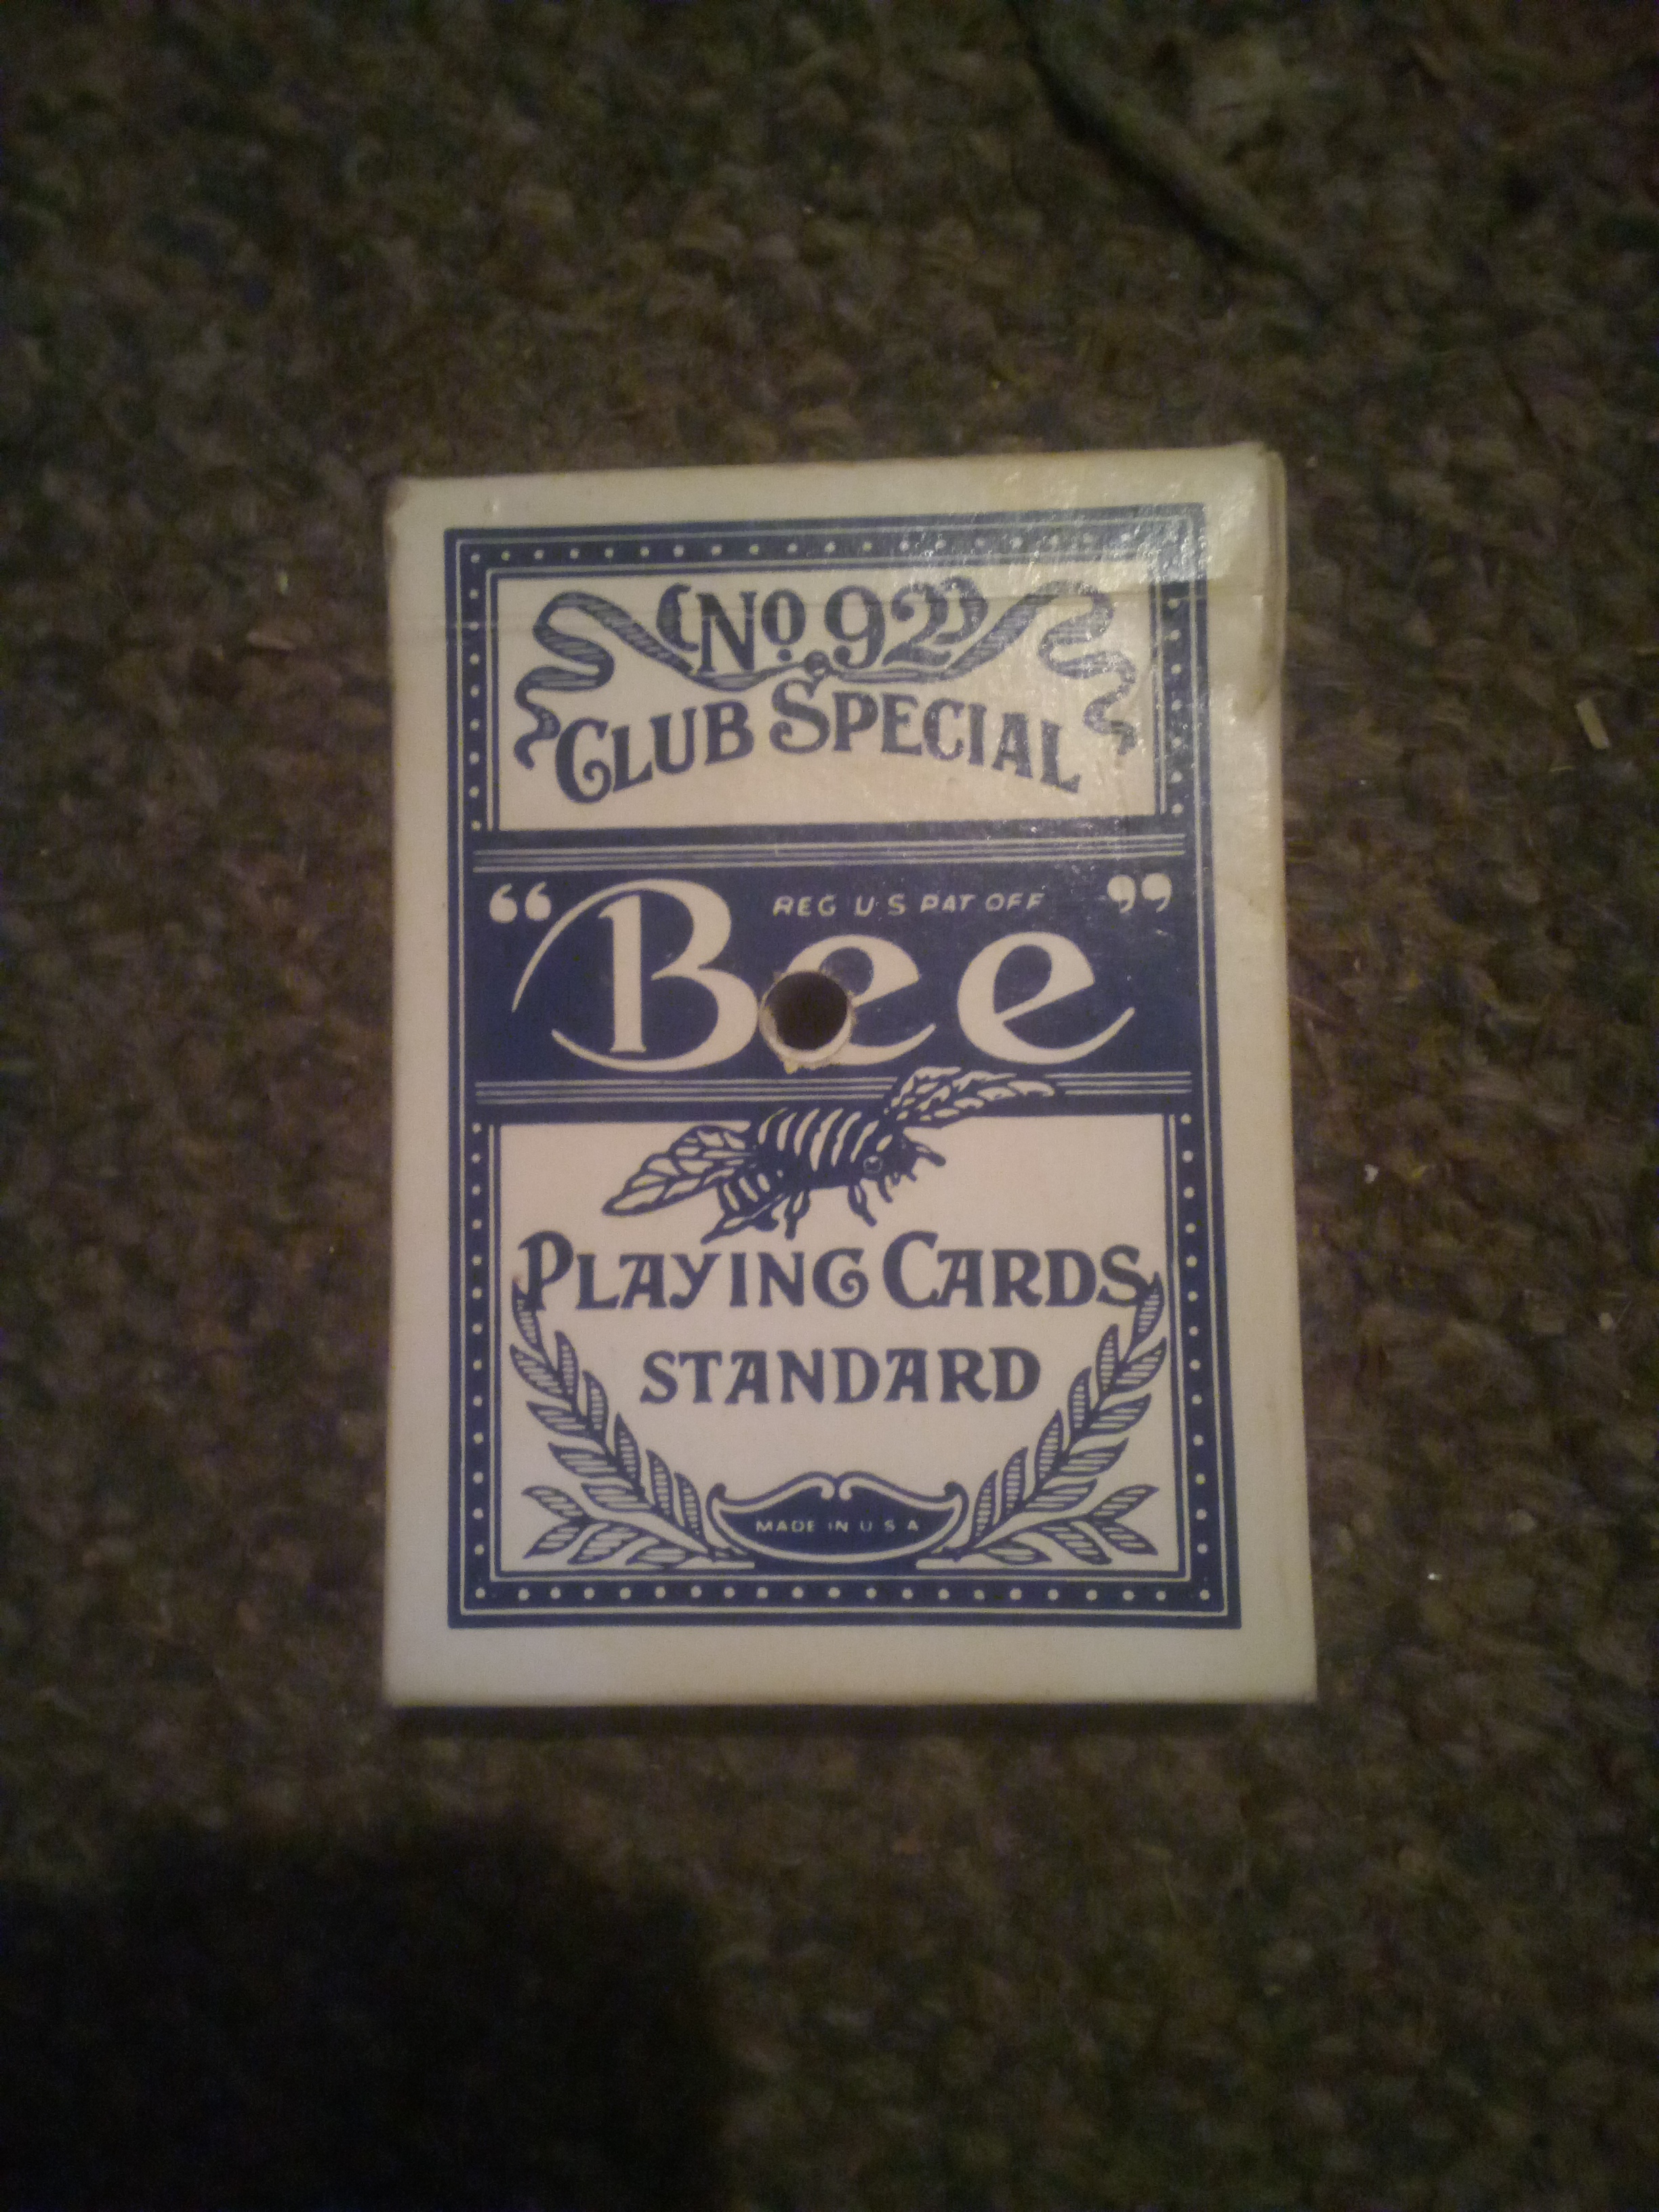 No. 92
CLUB SPECIAL
REG U S PAT OFF
“Bee”
PLAYING CARDS
STANDARD
MADE IN U S A